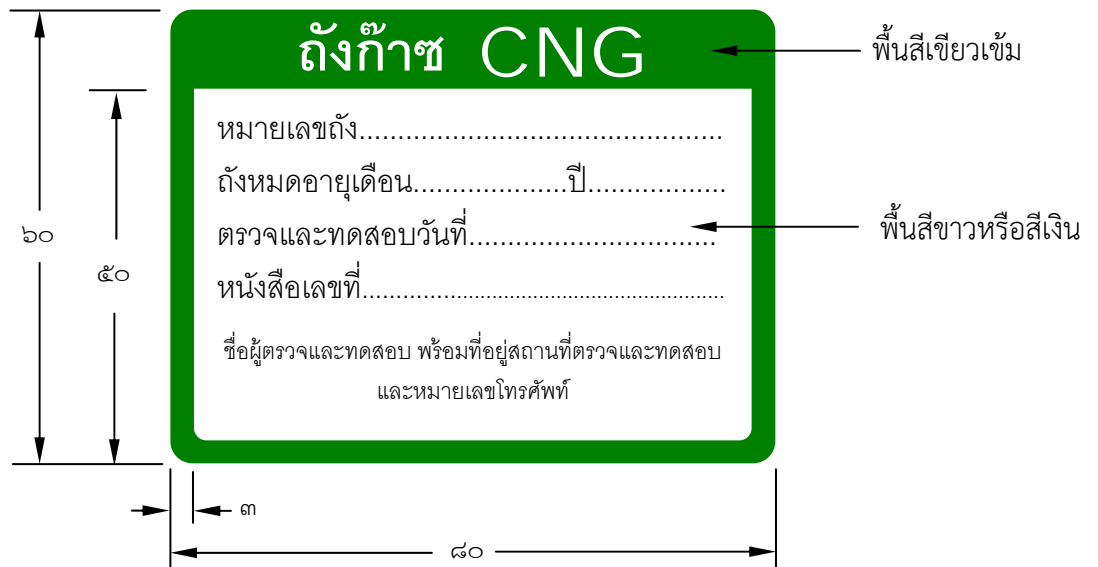 ถังก๊าซ CNG
พื้นสีเขียวเข้ม
หมายเลขถัง...............................................
ถังหมดอายุเดือน....................ปี..................
ตรวจและทดสอบวันที่................................
พื้นสีขาวหรือสีเงิน
หนังสือเลขที่...............................................................
ชื่อผู้ตรวจและทดสอบ พร้อมที่อยู่สถานที่ตรวจและทดสอบ
และหมายเลขโทรศัพท์
๖๐
๕๐
๓
๘๐